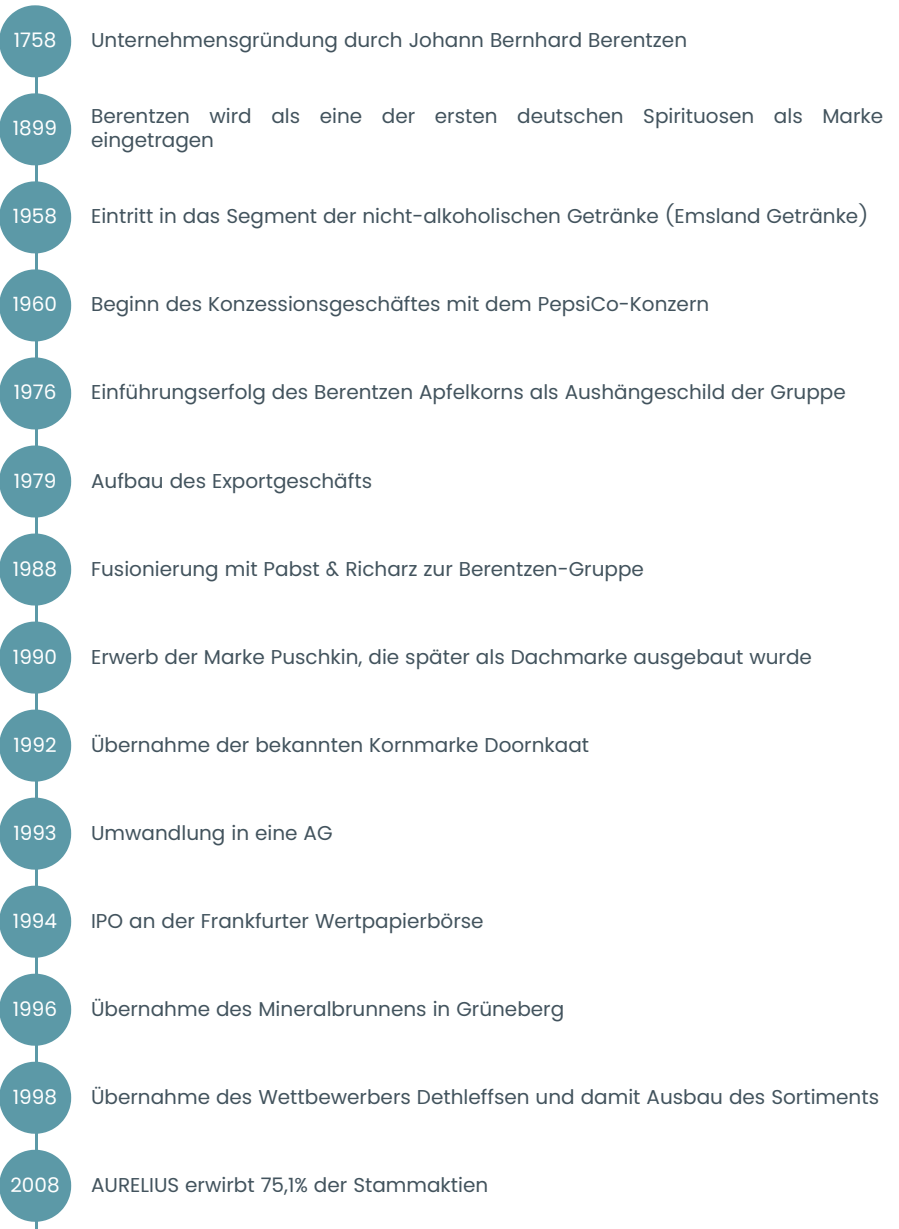 1758 Unternehmensgründung durch Johann Bernhard Berentzen
1899 Berentzen wird als eine der ersten deutschen Spirituosen als Marke
eingetragen
1958 Eintritt in das Segment der nicht-alkoholischen Getränke (Emsland Getränke)
1960 Beginn des Konzessionsgeschäftes mit dem PepsiCo-Konzern
1976 Einführungserfolg des Berentzen Apfelkorns als Aushängeschild der Gruppe
1979 Aufbau des Exportgeschäfts
1988 Fusionierung mit Pabst & Richarz zur Berentzen-Gruppe
1990 Erwerb der Marke Puschkin, die später als Dachmarke ausgebaut wurde
1992 Übernahme der bekannten Kornmarke Doornkaat
1993 Umwandlung in eine AG
1994 IPO an der Frankfurter Wertpapierbörse
1996 Übernahme des Mineralbrunnens in Grüneberg
1998 Übernahme des Wettbewerbers Dethleffsen und damit Ausbau des Sortiments
2008 AURELIUS erwirbt 75,1% der Stammaktien